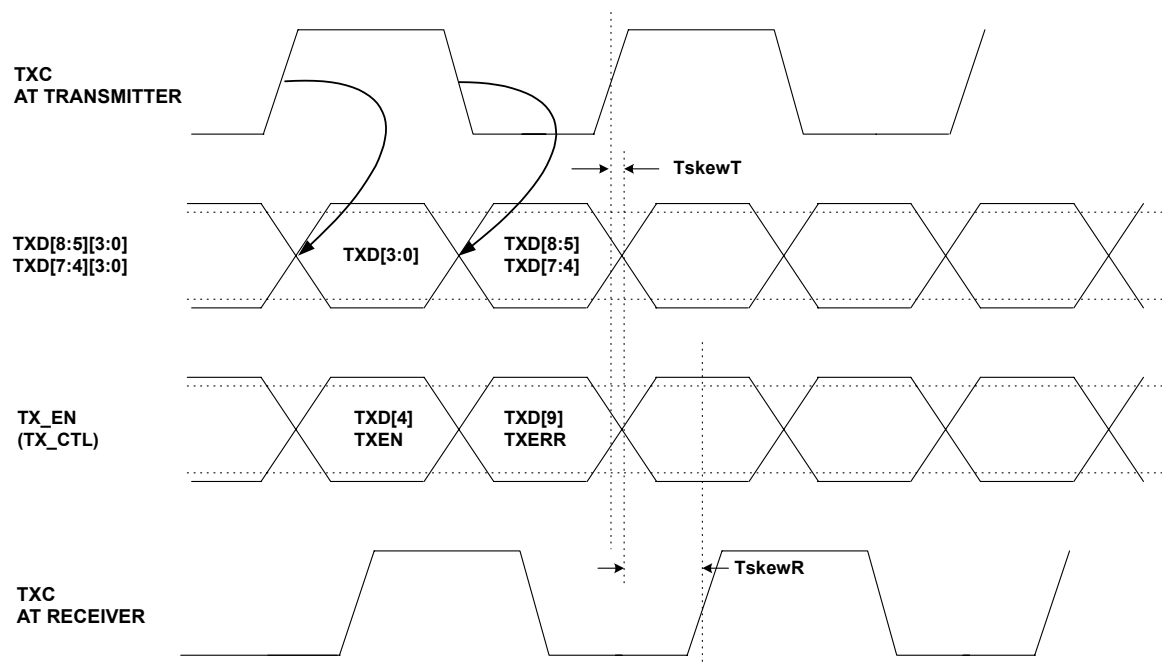 TXC
AT TRANSMITTER
TskewT
TXD[8:5][3:0]
TXD[7:4][3:0]
TXD[3:0]
TXD[8:5]
TXD[7:4]
TX_EN
(TX_CTL)
TXD[4]
TXEN
TXD[9]
TXERR
TskewR
TXC
AT RECEIVER